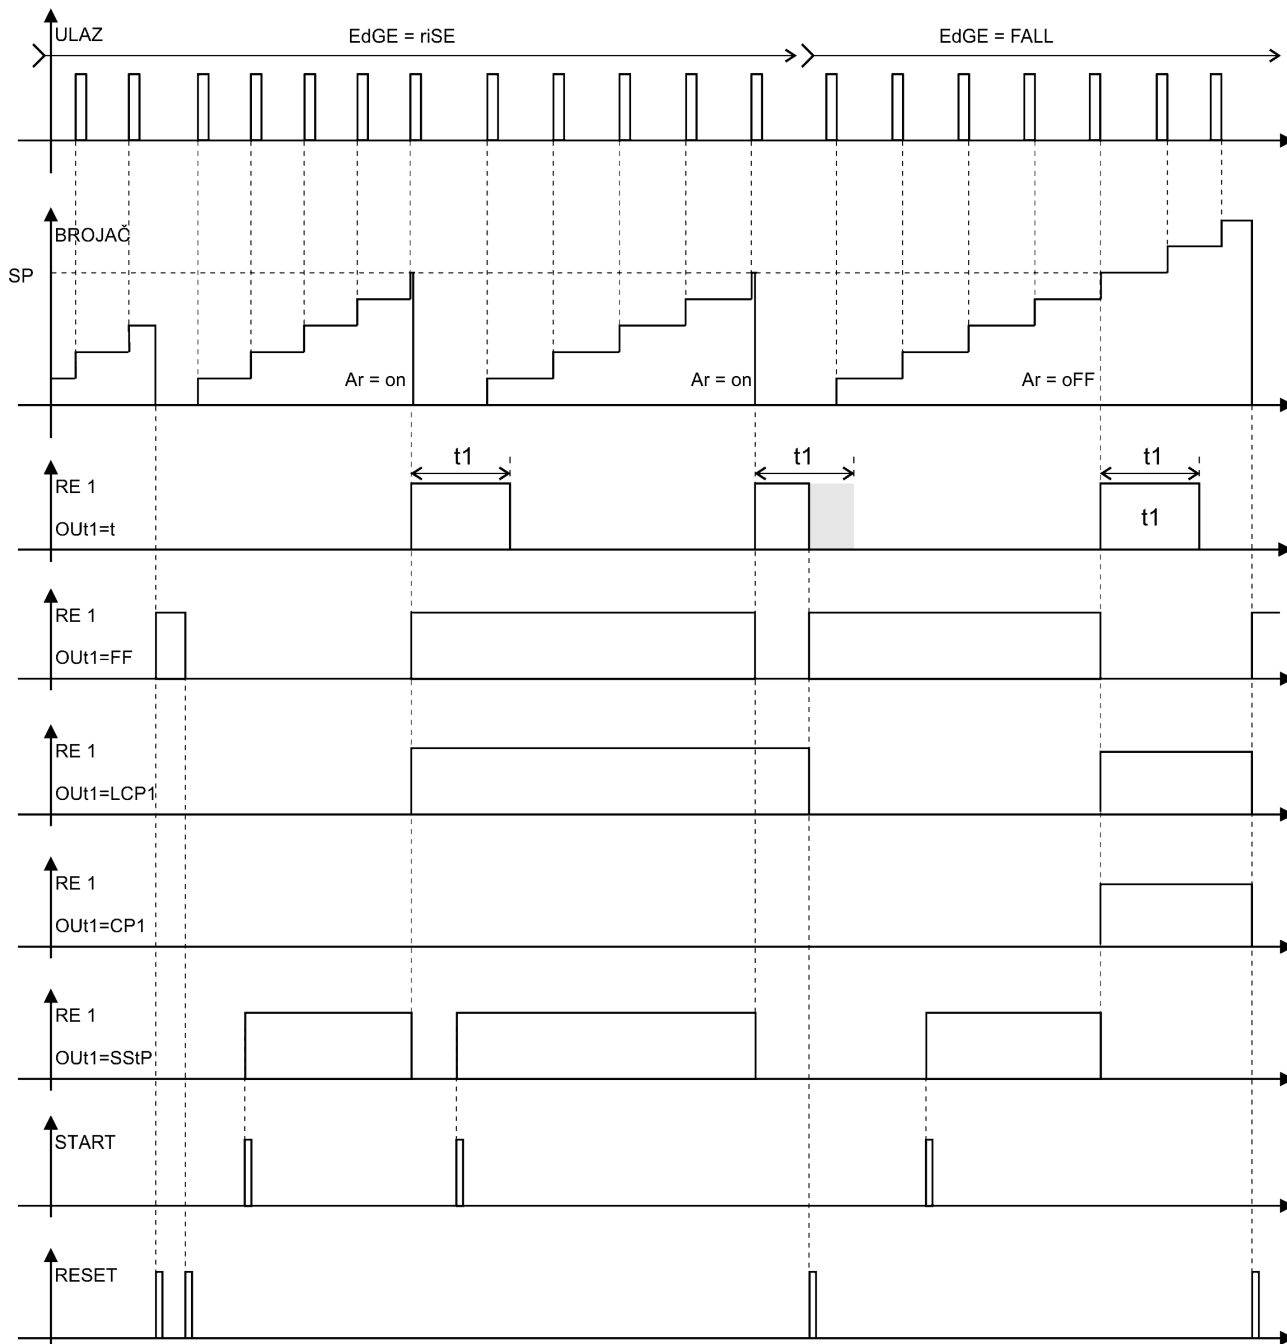 ULAZ
EdGE = riSE
EdGE = FALL
BROJAČ
SP
Ar = on
Ar = on
Ar = oFF
t1
t1
t1
RE 1
OUt1=t
t1
RE 1
OUt1=FF
RE 1
OUt1=LCP1
RE 1
OUt1=CP1
RE 1
OUt1=SStP
START
RESET